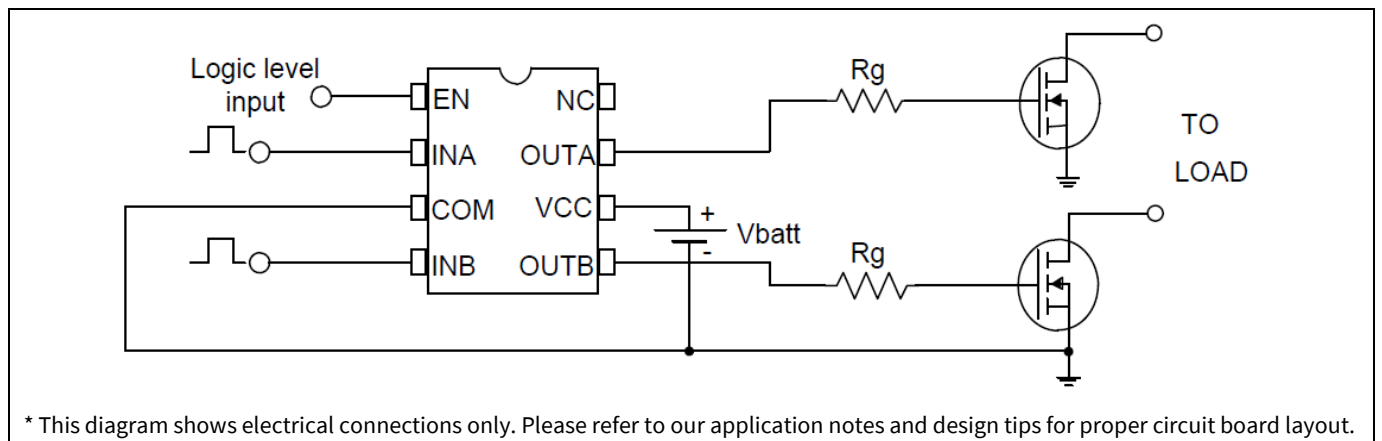 Logic level
input
EN
NC
INA
OUTA
COM
VCC
INB
OUTB
Rg
+
Vbatt
-
Rg
TO
LOAD
* This diagram shows electrical connections only. Please refer to our application notes and design tips for proper circuit board layout.